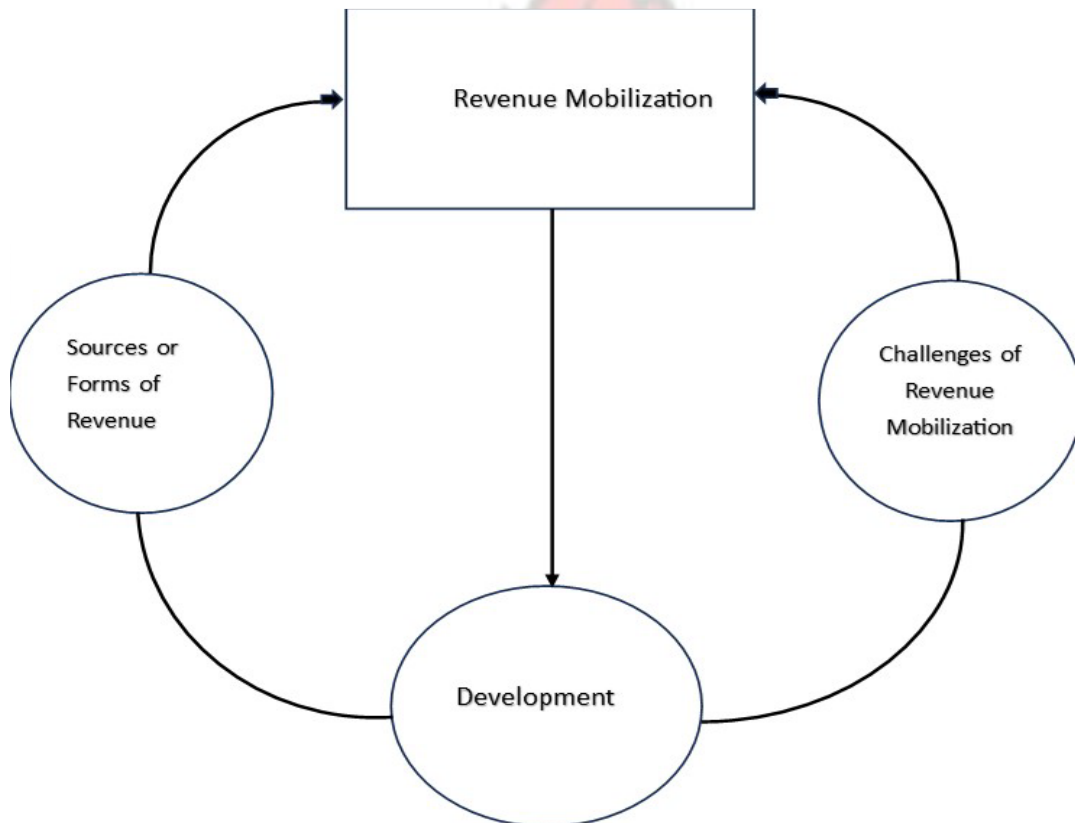 Revenue Mobilization
Sources or
Forms of
Revenue
Challenges of
Revenue
Mobilization
Development